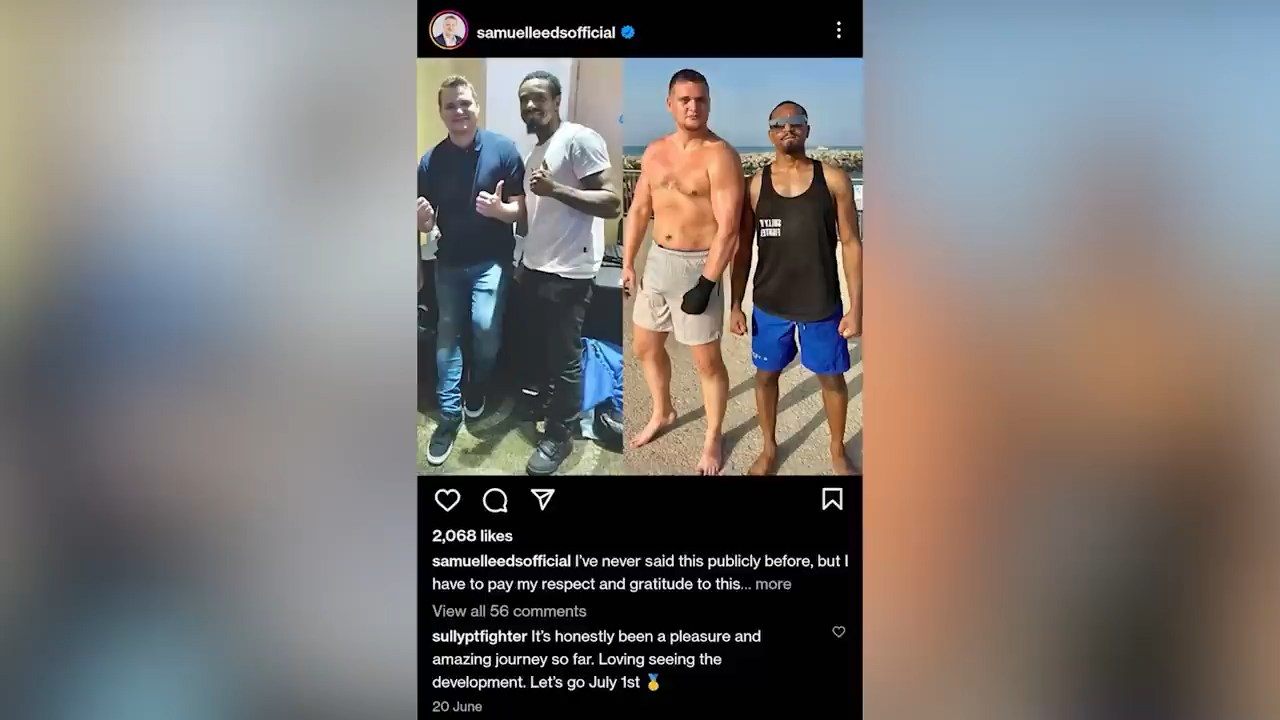 samuelleedsofficial
2,068 likes
samuelleedsofficial I've never said this publicly before, but I
have to pay my respect and gratitude to this... more
View all 56 comments
sullyptfighter It's honestly been a pleasure and
amazing journey so far. Loving seeing the
development. Let's go July 1st 🏅
20 June